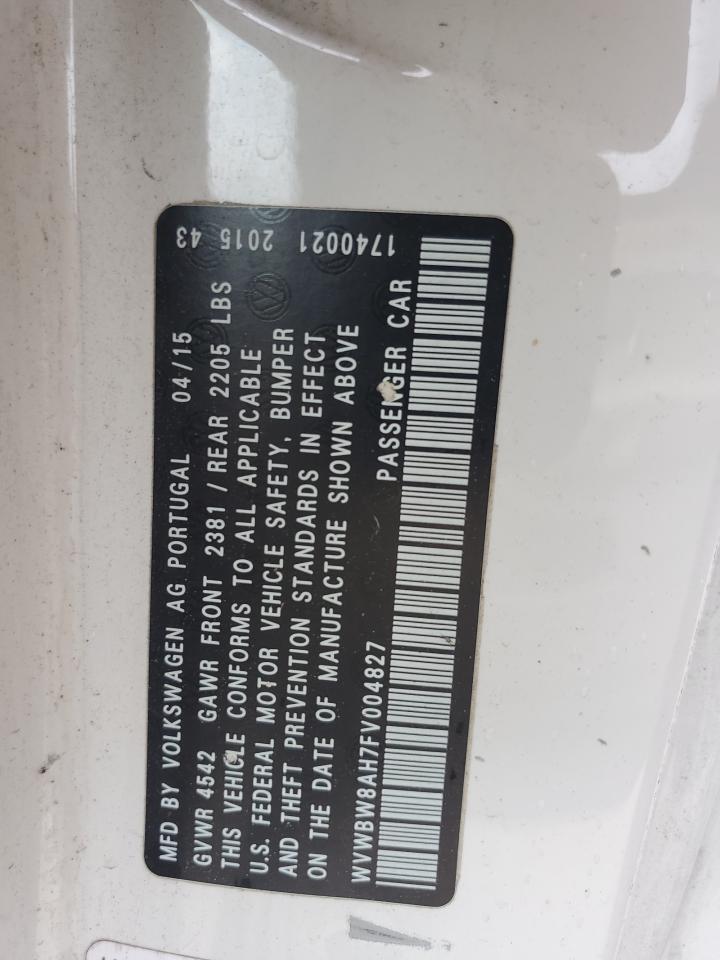 MFD BY VOLKSWAGEN AG PORTUGAL 04/15
GVWR 4542 GAWR FRONT 2381 / REAR 2205 LBS
THIS VEHICLE CONFORMS TO ALL APPLICABLE
U.S. FEDERAL MOTOR VEHICLE SAFETY, BUMPER
AND THEFT PREVENTION STANDARDS IN EFFECT
ON THE DATE OF MANUFACTURE SHOWN ABOVE
WVWBW8AH7FV004827 PASSENGER CAR
1740021
2015 43